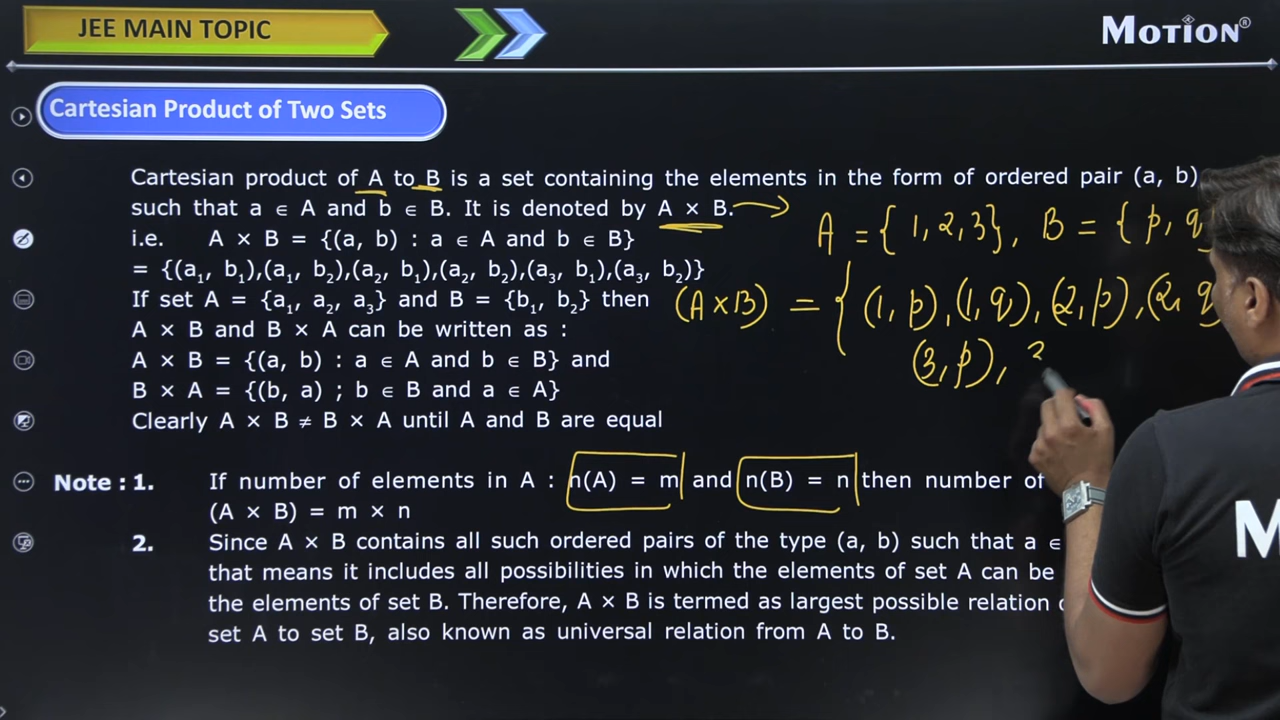 JEE MAIN TOPIC
MOTION®
Cartesian Product of Two Sets
Cartesian product of A to B is a set containing the elements in the form of ordered pair (a, b)
such that a ∈ A and b ∈ B. It is denoted by A × B.
A = { 1, 2, 3}, B = { p, q
i.e. A × B = {(a, b) : a ∈ A and b ∈ B}
= {(a₁, b₁),(a₁, b₂),(a₂, b₁),(a₂, b₂),(a₃, b₁),(a₃, b₂)}
If set A = {a₁, a₂, a₃} and B = {b₁, b₂} then
(A×B) = { (1, p), (1, q), (2, p), (2, q
(3, p), 3
A × B and B × A can be written as :
A × B = {(a, b) : a ∈ A and b ∈ B} and
B × A = {(b, a) ; b ∈ B and a ∈ A}
Clearly A × B ≠ B × A until A and B are equal
Note : 1. If number of elements in A : n(A) = m and n(B) = n then number of
(A × B) = m × n
2. Since A × B contains all such ordered pairs of the type (a, b) such that a ∈
that means it includes all possibilities in which the elements of set A can be
the elements of set B. Therefore, A × B is termed as largest possible relation
set A to set B, also known as universal relation from A to B.
M